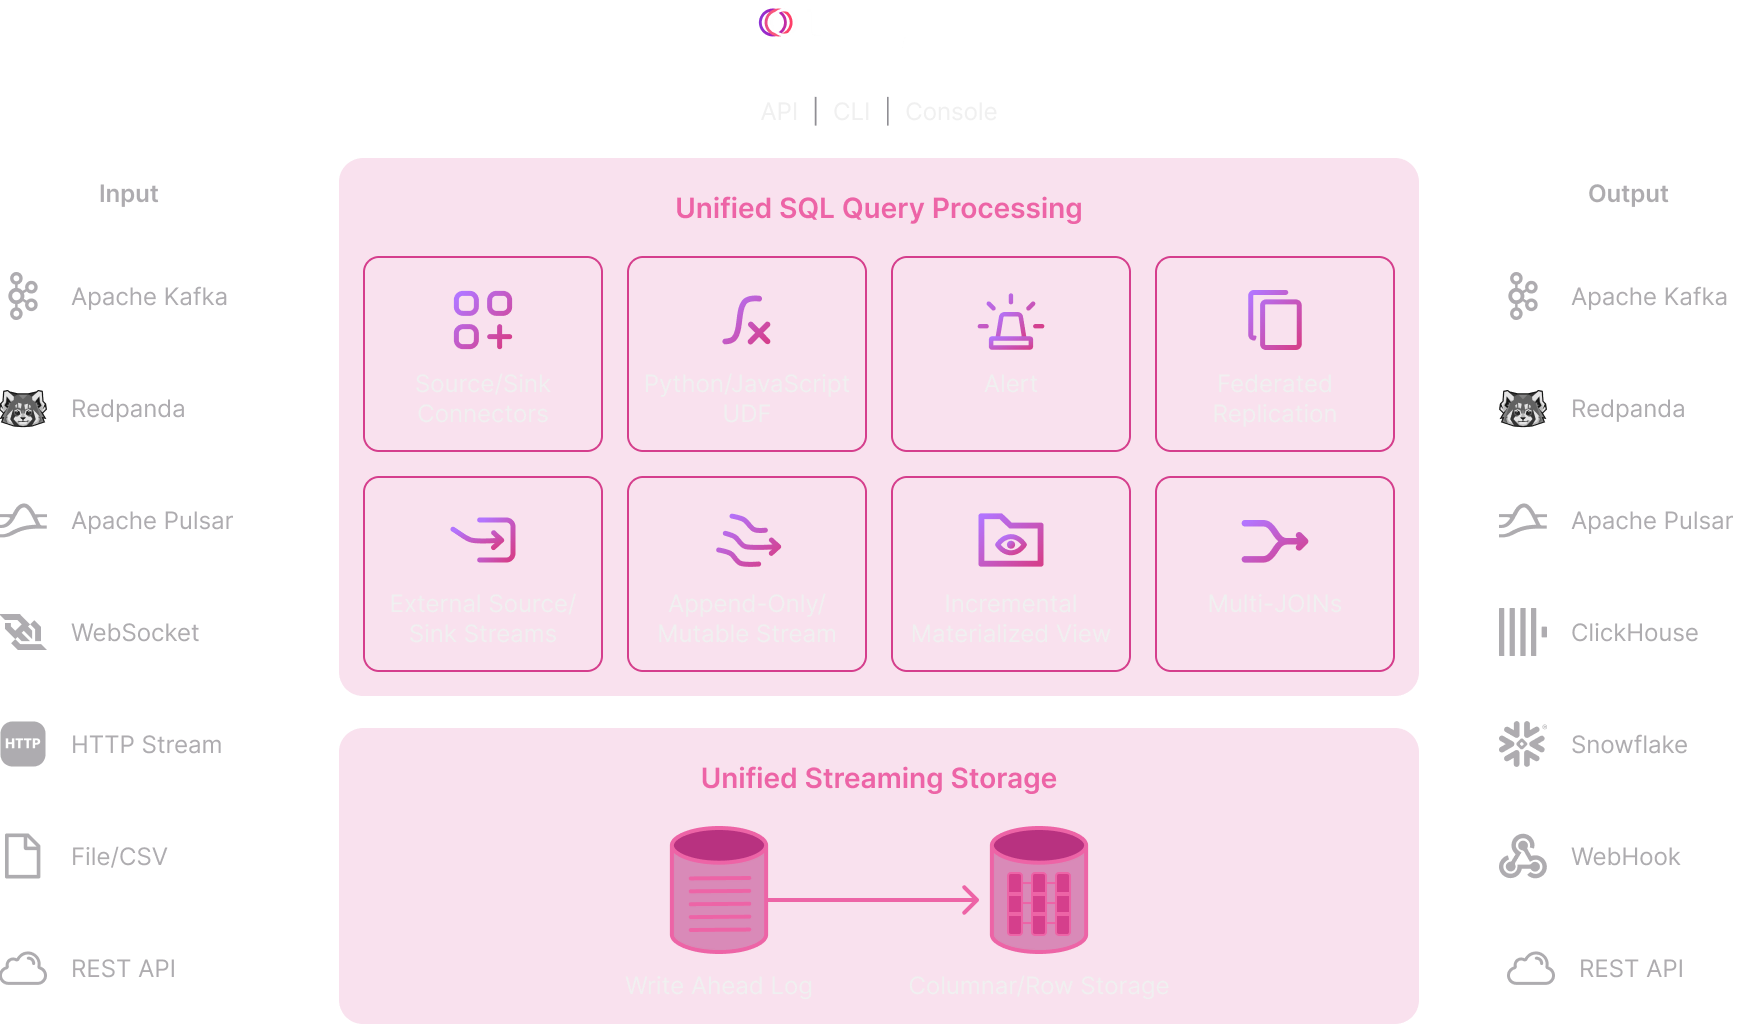 API | CLI | Console
Input
Apache Kafka
Redpanda
Apache Pulsar
WebSocket
HTTP
HTTP Stream
File/CSV
REST API
Unified SQL Query Processing
Source/Sink
Connectors
Python/JavaScript
UDF
Alert
Federated
Replication
External Source/
Sink Streams
Append-Only/
Mutable Stream
Incremental
Materialized View
Multi-JOINs
Unified Streaming Storage
Write Ahead Log
Columnar/Row Storage
Output
Apache Kafka
Redpanda
Apache Pulsar
ClickHouse
Snowflake
WebHook
REST API